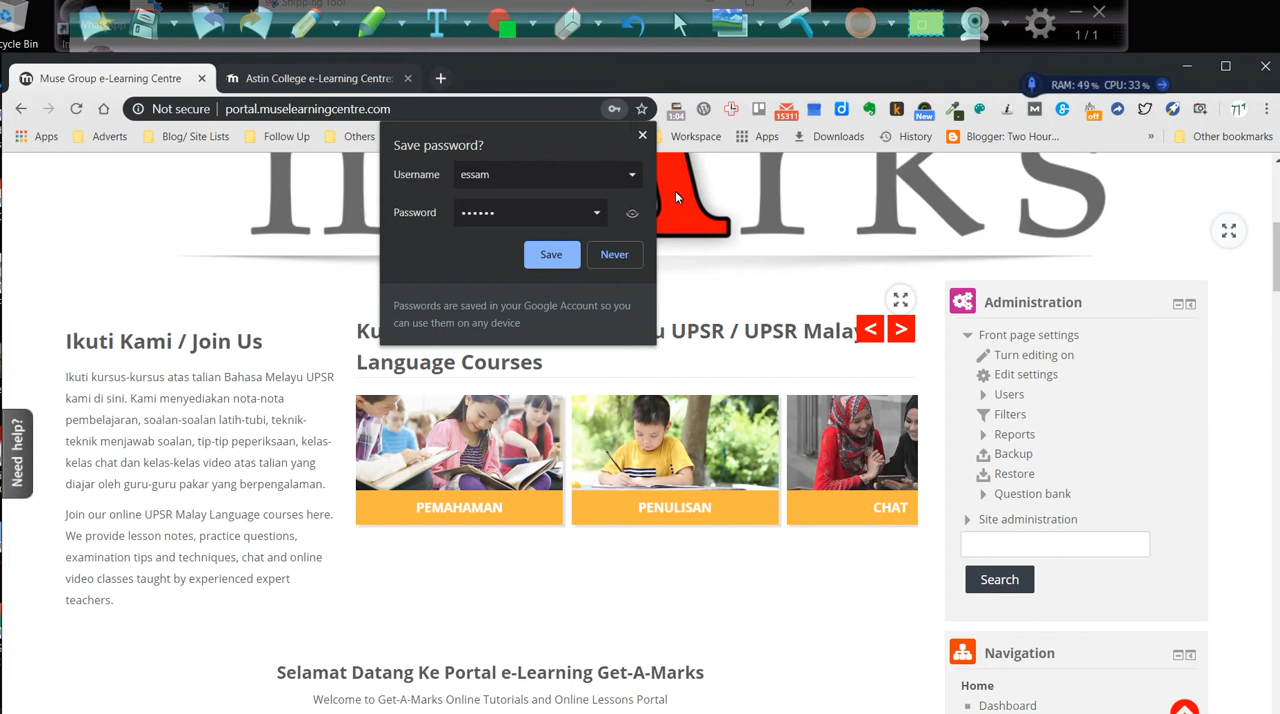 Snipping Tool
1 / 1
cycle Bin
RAM: 49 % CPU: 33 %
Muse Group e-Learning Centre
Astin College e-Learning Centre:
Not secure
portal.muselearningcentre.com
1:04
15311
New
off
Apps
Adverts
Blog/ Site Lists
Follow Up
Others
Workspace
Apps
Downloads
History
Blogger: Two Hour...
»
Other bookmarks
Save password?
Username
essam
Password
••••••
Save
Never
Passwords are saved in your Google Account so you
can use them on any device
Ikuti Kami / Join Us
Ikuti kursus-kursus atas talian Bahasa Melayu UPSR
kami di sini. Kami menyediakan nota-nota
pembelajaran, soalan-soalan latih-tubi, teknik-
teknik menjawab soalan, tip-tip peperiksaan, kelas-
kelas chat dan kelas-kelas video atas talian yang
diajar oleh guru-guru pakar yang berpengalaman.
Join our online UPSR Malay Language courses here.
We provide lesson notes, practice questions,
examination tips and techniques, chat and online
video classes taught by experienced expert
teachers.
UPSR / UPSR Malay
Language Courses
<
>
PEMAHAMAN
PENULISAN
CHAT
Selamat Datang Ke Portal e-Learning Get-A-Marks
Welcome to Get-A-Marks Online Tutorials and Online Lessons Portal
Need help?
Administration
Front page settings
Turn editing on
Edit settings
Users
Filters
Reports
Backup
Restore
Question bank
Site administration
Search
Navigation
Home
Dashboard